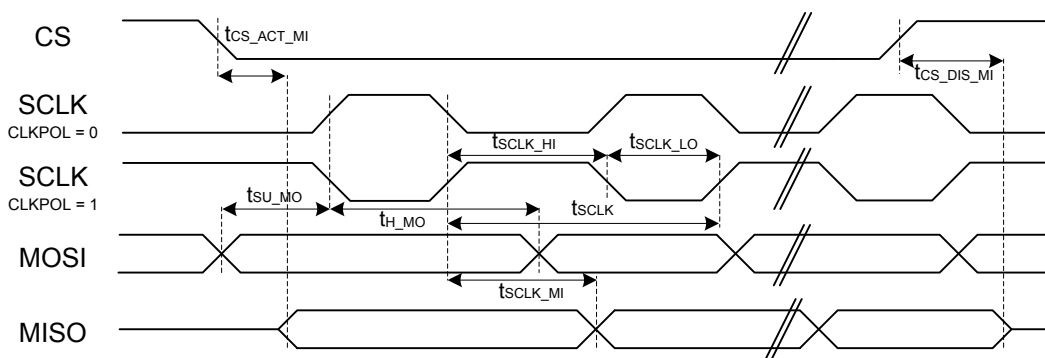 CS
tCS_ACT_MI
tCS_DIS_MI
SCLK
CLKPOL = 0
tSCLK_HI
tSCLK_LO
SCLK
CLKPOL = 1
tSU_MO
tH_MO
tSCLK
MOSI
tSCLK_MI
MISO